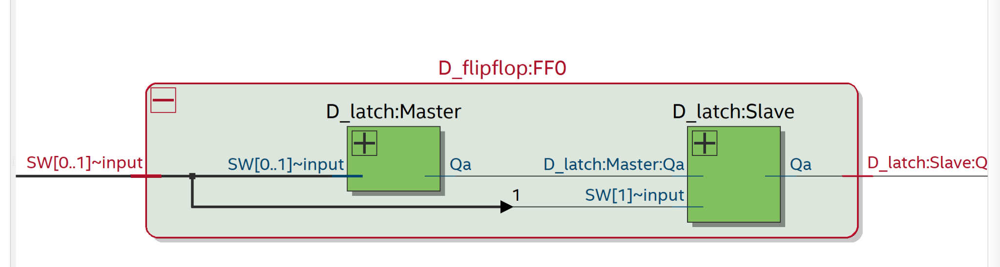 D_flipflop:FF0
D_latch:Master
D_latch:Slave
SW[0..1]~input
SW[0..1]~input
Qa
D_latch:Master:Qa
Qa
D_latch:Slave:Q
1
SW[1]~input